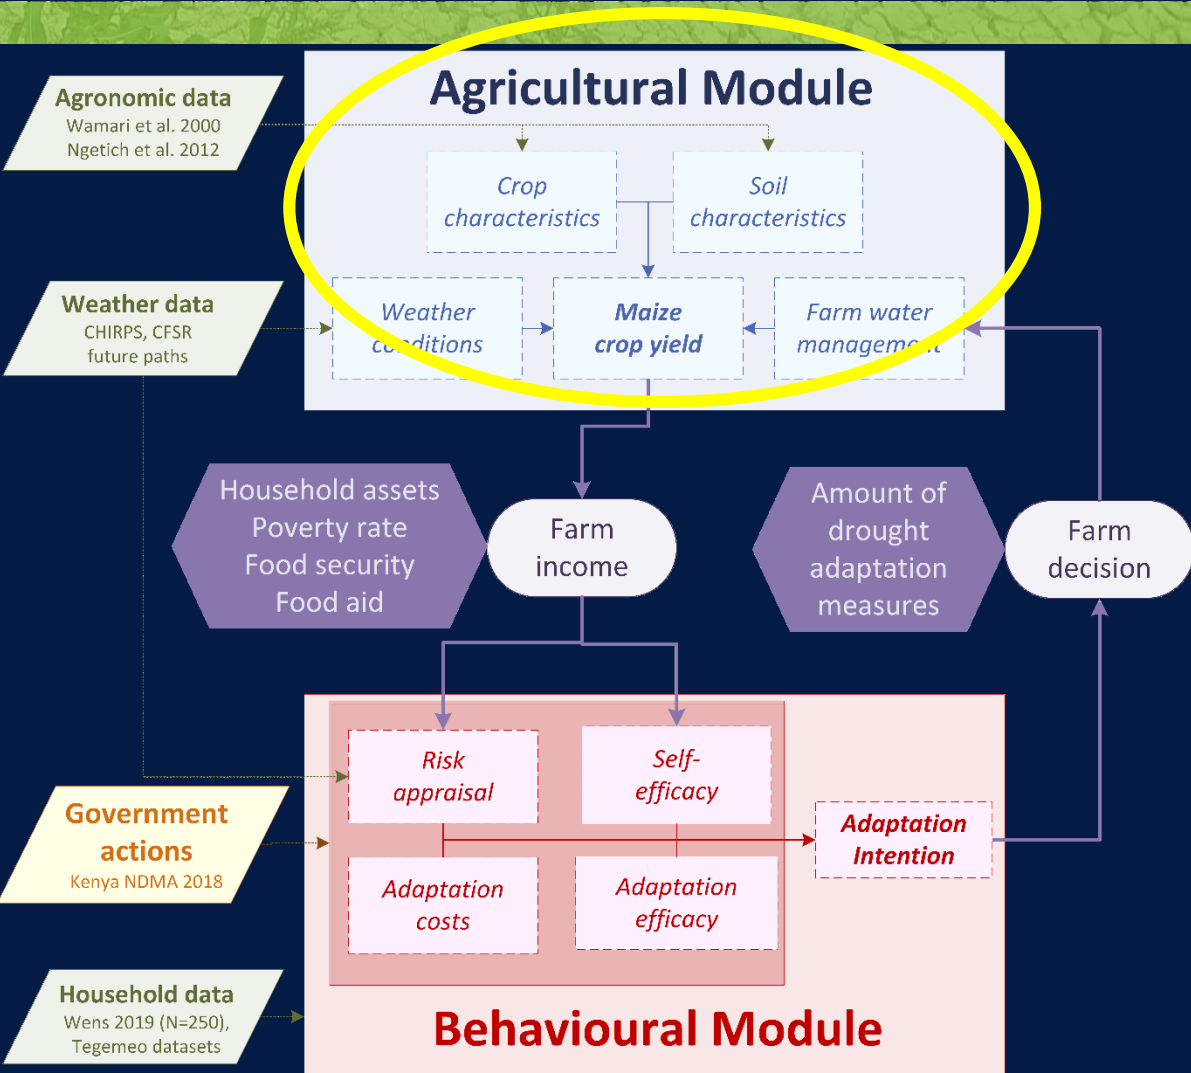 Agricultural Module
Agronomic data
Wamari et al. 2000
Ngetich et al. 2012
Crop
characteristics
Soil
characteristics
Weather data
CHIRPS, CFSR
future paths
Weather
conditions
Maize
crop yield
Farm water
management
Household assets
Poverty rate
Food security
Food aid
Farm
income
Amount of
drought
adaptation
measures
Farm
decision
Risk
appraisal
Self-
efficacy
Government
actions
Kenya NDMA 2018
Adaptation
Intention
Adaptation
costs
Adaptation
efficacy
Household data
Wens 2019 (N=250),
Tegemeo datasets
Behavioural Module